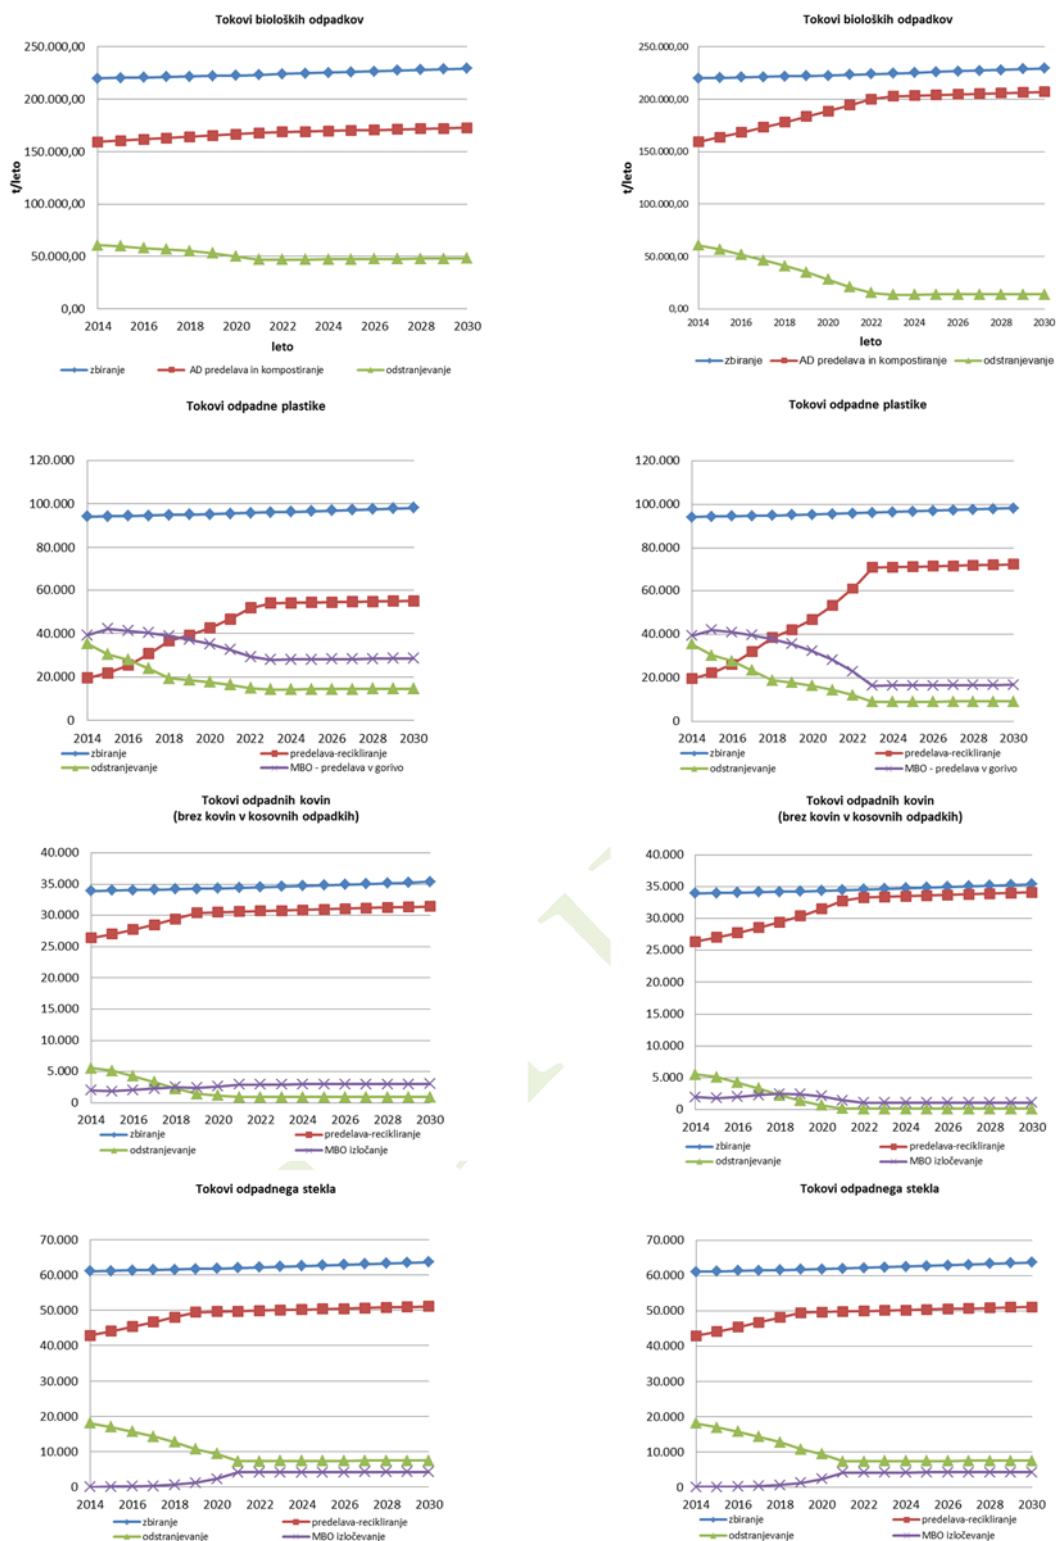 Tokovi bioloških odpadkov
250.000,00
200.000,00
150.000,00
100.000,00
50.000,00
0,00
t/leto
2014 2016 2018 2020 2022 2024 2026 2028 2030
leto
zbiranje AD predelava in kompostiranje odstranjevanje
Tokovi bioloških odpadkov
250.000,00
200.000,00
150.000,00
100.000,00
50.000,00
0,00
t/leto
2014 2016 2018 2020 2022 2024 2026 2028 2030
leto
zbiranje AD predelava in kompostiranje odstranjevanje
Tokovi odpadne plastike
120.000
100.000
80.000
60.000
40.000
20.000
0
2014 2016 2018 2020 2022 2024 2026 2028 2030
zbiranje predelava-recikliranje
odstranjevanje MBO - predelava v gorivo
Tokovi odpadne plastike
120.000
100.000
80.000
60.000
40.000
20.000
0
2014 2016 2018 2020 2022 2024 2026 2028 2030
zbiranje predelava-recikliranje
odstranjevanje MBO - predelava v gorivo
Tokovi odpadnih kovin
(brez kovin v kosovnih odpadkih)
40.000
35.000
30.000
25.000
20.000
15.000
10.000
5.000
0
2014 2016 2018 2020 2022 2024 2026 2028 2030
zbiranje predelava-recikliranje
odstranjevanje MBO izločanje
Tokovi odpadnih kovin
(brez kovin v kosovnih odpadkih)
40.000
35.000
30.000
25.000
20.000
15.000
10.000
5.000
0
2014 2016 2018 2020 2022 2024 2026 2028 2030
zbiranje predelava-recikliranje
odstranjevanje MBO izločevanje
Tokovi odpadnega stekla
70.000
60.000
50.000
40.000
30.000
20.000
10.000
0
2014 2016 2018 2020 2022 2024 2026 2028 2030
zbiranje predelava-recikliranje
odstranjevanje MBO izločevanje
Tokovi odpadnega stekla
70.000
60.000
50.000
40.000
30.000
20.000
10.000
0
2014 2016 2018 2020 2022 2024 2026 2028 2030
zbiranje predelava-recikliranje
odstranjevanje MBO izločevanje